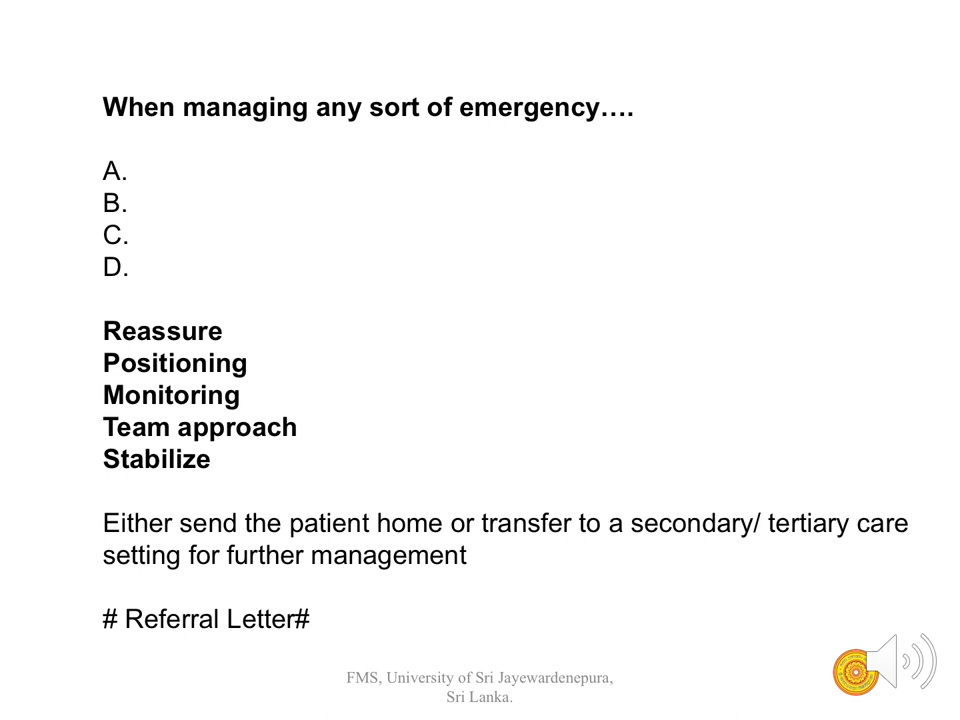 When managing any sort of emergency….
A.
B.
C.
D.
Reassure
Positioning
Monitoring
Team approach
Stabilize
Either send the patient home or transfer to a secondary/ tertiary care
setting for further management
# Referral Letter#
FMS, University of Sri Jayewardenepura,
Sri Lanka.